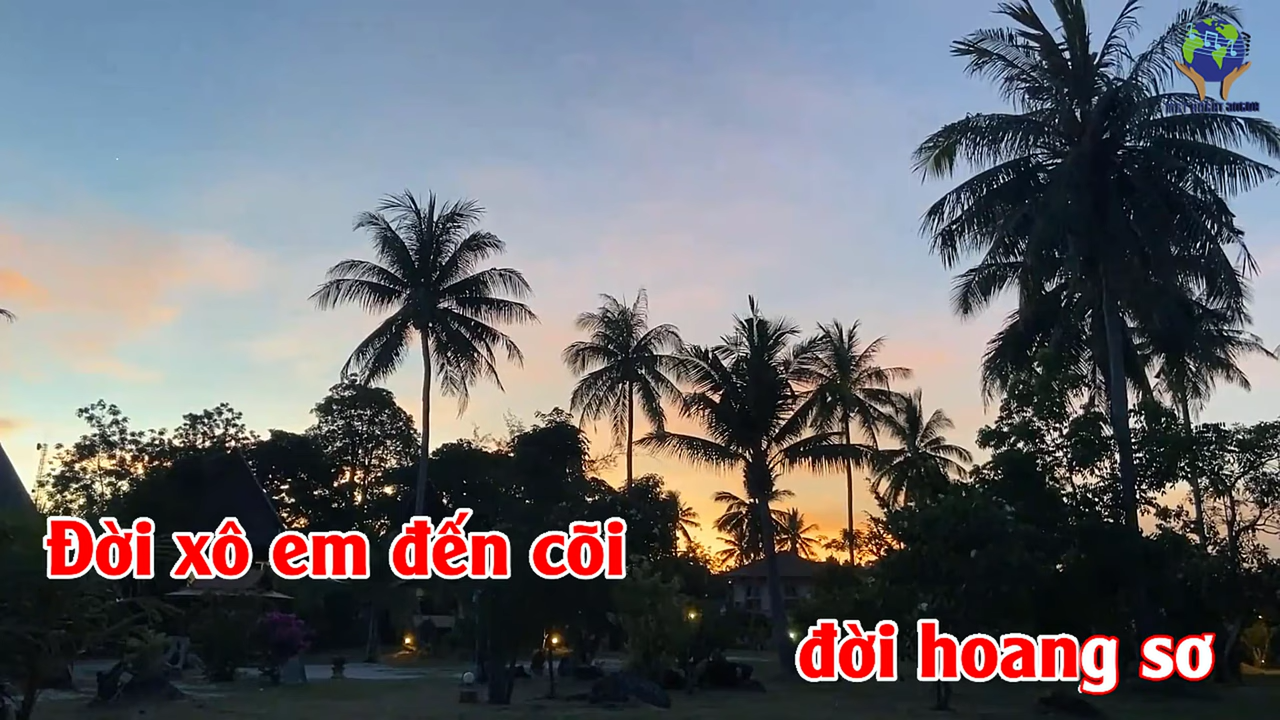 Đời xô em đến cõi
đời hoang sơ